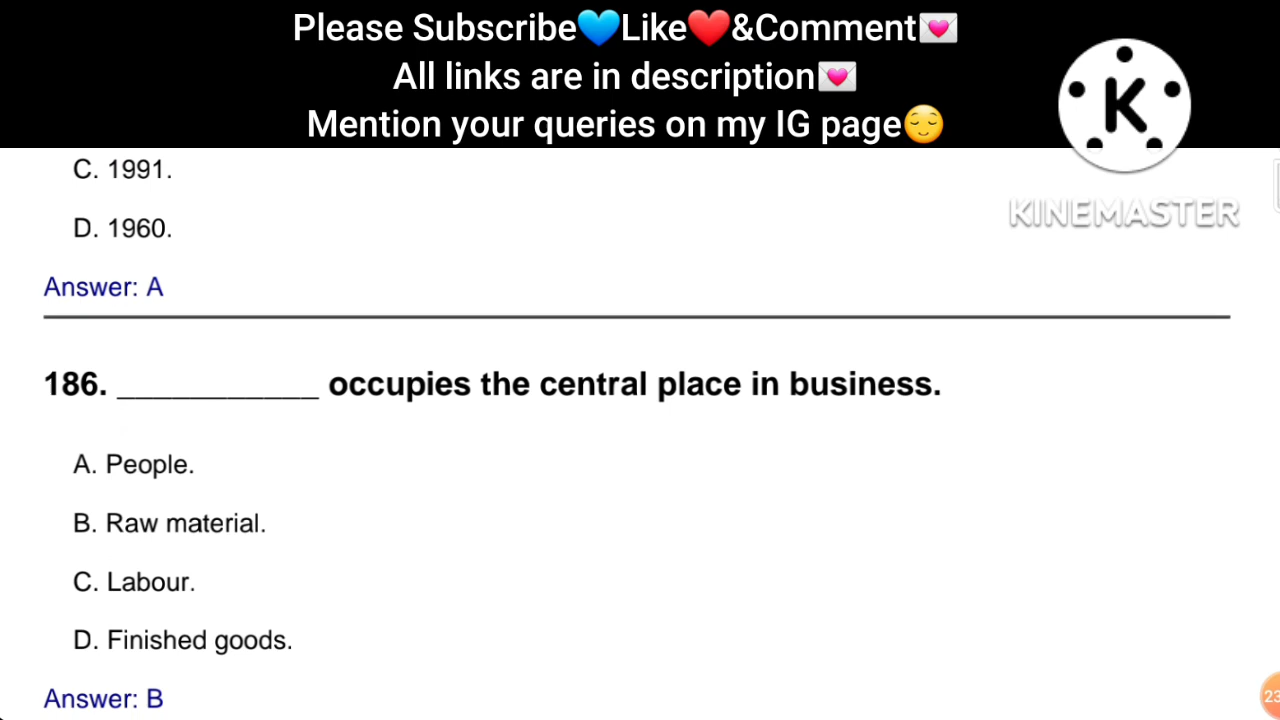 Please Subscribe💙Like❤️&Comment💌
All links are in description💌
Mention your queries on my IG page😌
K
KINEMASTER
C. 1991.
D. 1960.
Answer: A
186. ___________ occupies the central place in business.
A. People.
B. Raw material.
C. Labour.
D. Finished goods.
Answer: B
23